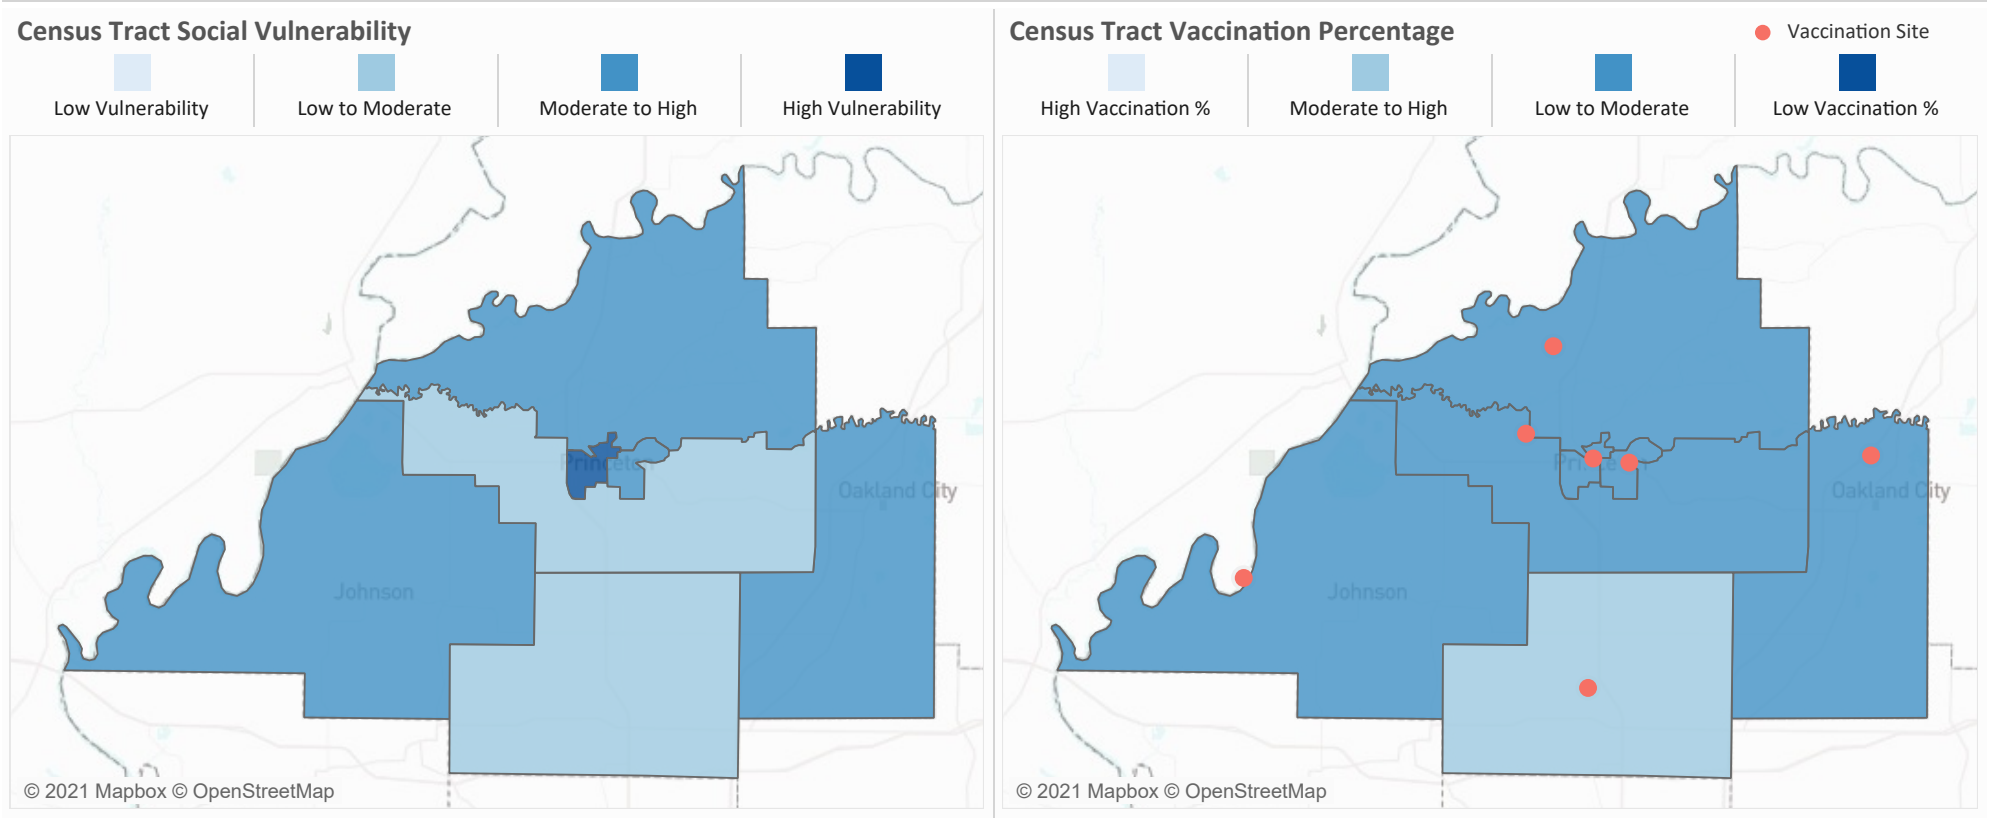 Census Tract Social Vulnerability
Low Vulnerability
Low to Moderate
Moderate to High
High Vulnerability
Princeton
Oakland City
Johnson
© 2021 Mapbox © OpenStreetMap
Census Tract Vaccination Percentage
Vaccination Site
High Vaccination %
Moderate to High
Low to Moderate
Low Vaccination %
Princeton
Oakland City
Johnson
© 2021 Mapbox © OpenStreetMap